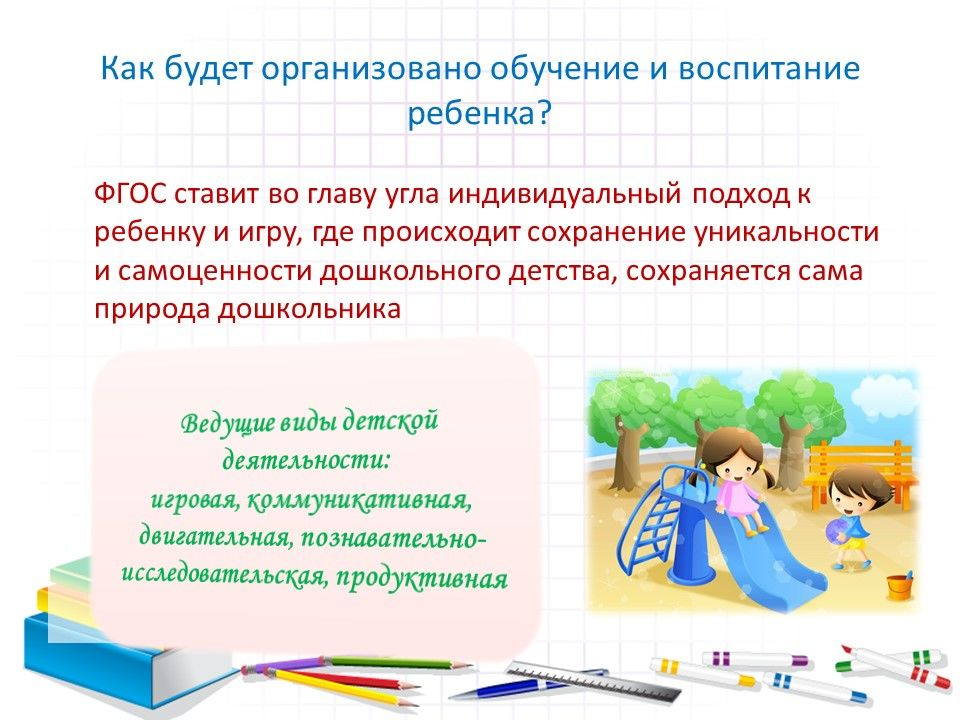 Как будет организовано обучение и воспитание
ребенка?
ФГОС ставит во главу угла индивидуальный подход к
ребенку и игру, где происходит сохранение уникальности
и самоценности дошкольного детства, сохраняется сама
природа дошкольника
Ведущие виды детской
деятельности:
игровая, коммуникативная,
двигательная, познавательно-
исследовательская, продуктивная